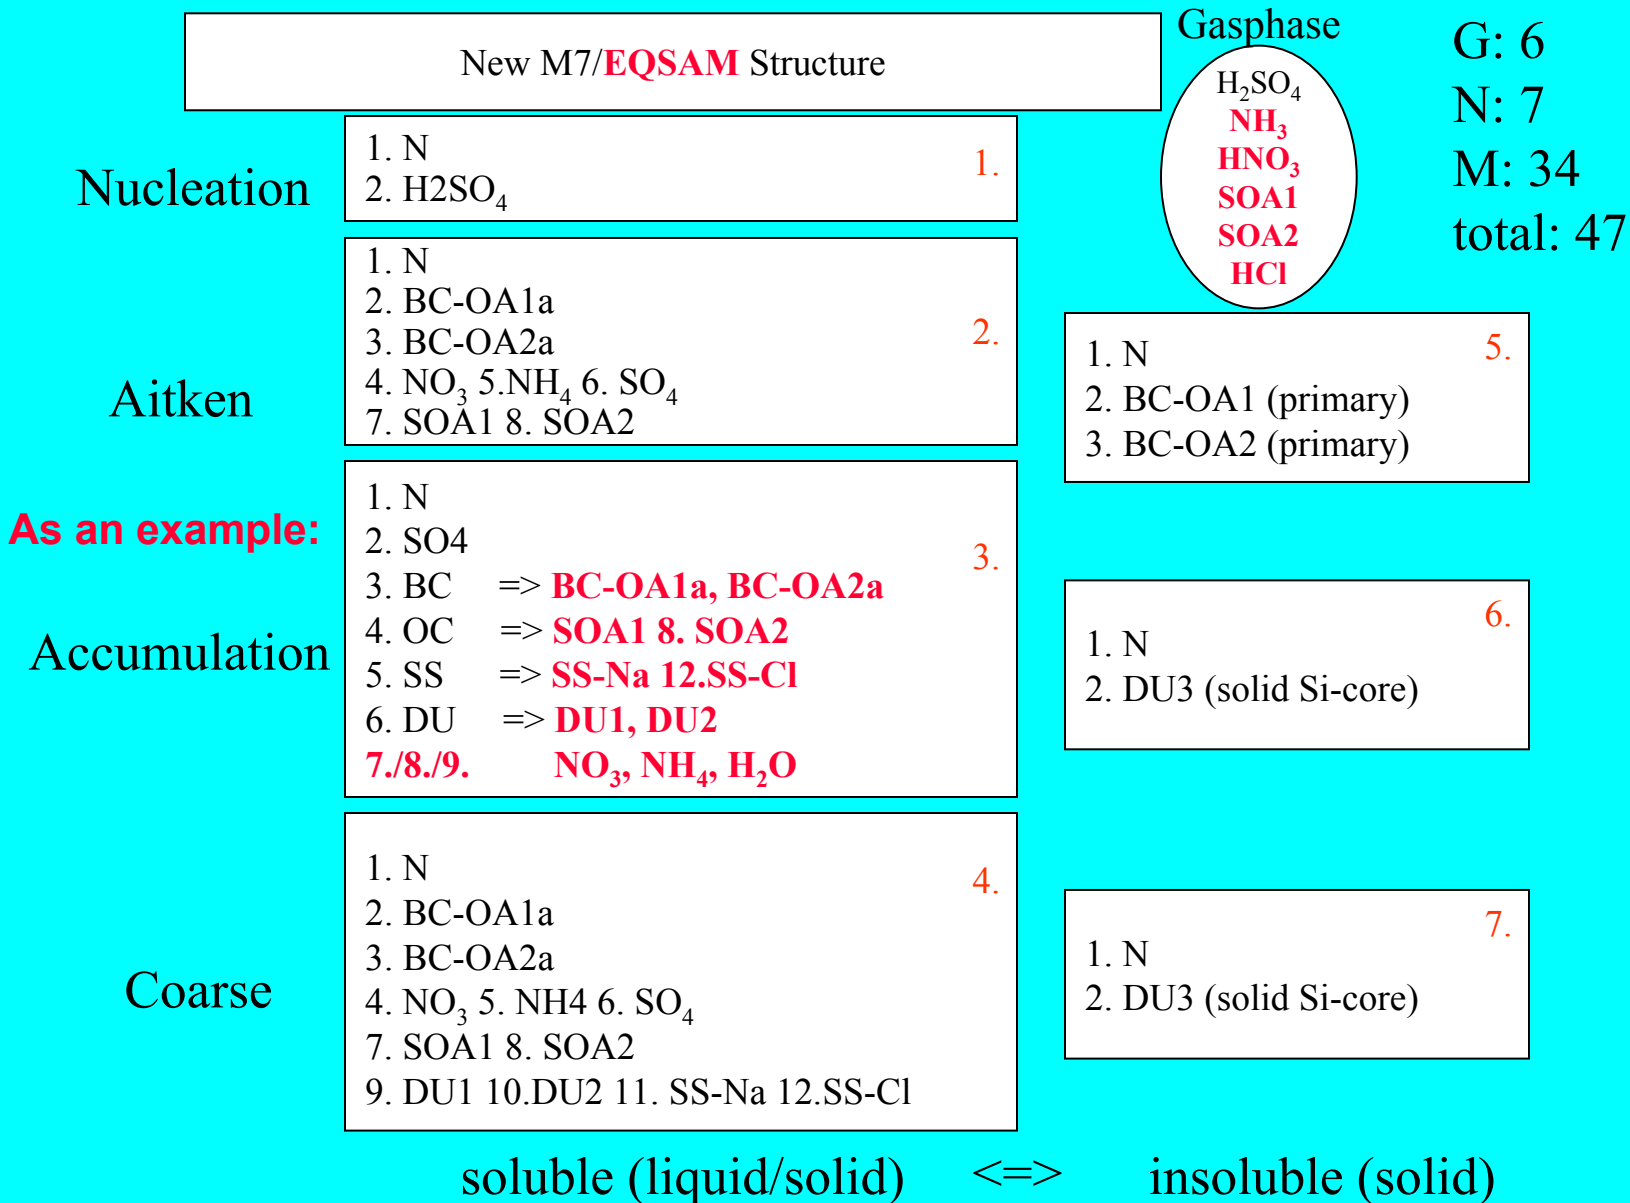 New M7/EQSAM Structure
Gasphase
H₂SO₄
NH₃
HNO₃
SOA1
SOA2
HCl
G: 6
N: 7
M: 34
total: 47
Nucleation
1. N
2. H2SO₄
1.
Aitken
1. N
2. BC-OA1a
3. BC-OA2a
4. NO₃ 5.NH₄ 6. SO₄
7. SOA1 8. SOA2
2.
1. N
2. BC-OA1 (primary)
3. BC-OA2 (primary)
5.
As an example:
Accumulation
1. N
2. SO4
3. BC => BC-OA1a, BC-OA2a
4. OC => SOA1 8. SOA2
5. SS => SS-Na 12.SS-Cl
6. DU => DU1, DU2
7./8./9. NO₃, NH₄, H₂O
3.
1. N
2. DU3 (solid Si-core)
6.
Coarse
1. N
2. BC-OA1a
3. BC-OA2a
4. NO₃ 5. NH4 6. SO₄
7. SOA1 8. SOA2
9. DU1 10.DU2 11. SS-Na 12.SS-Cl
4.
1. N
2. DU3 (solid Si-core)
7.
soluble (liquid/solid) <=> insoluble (solid)